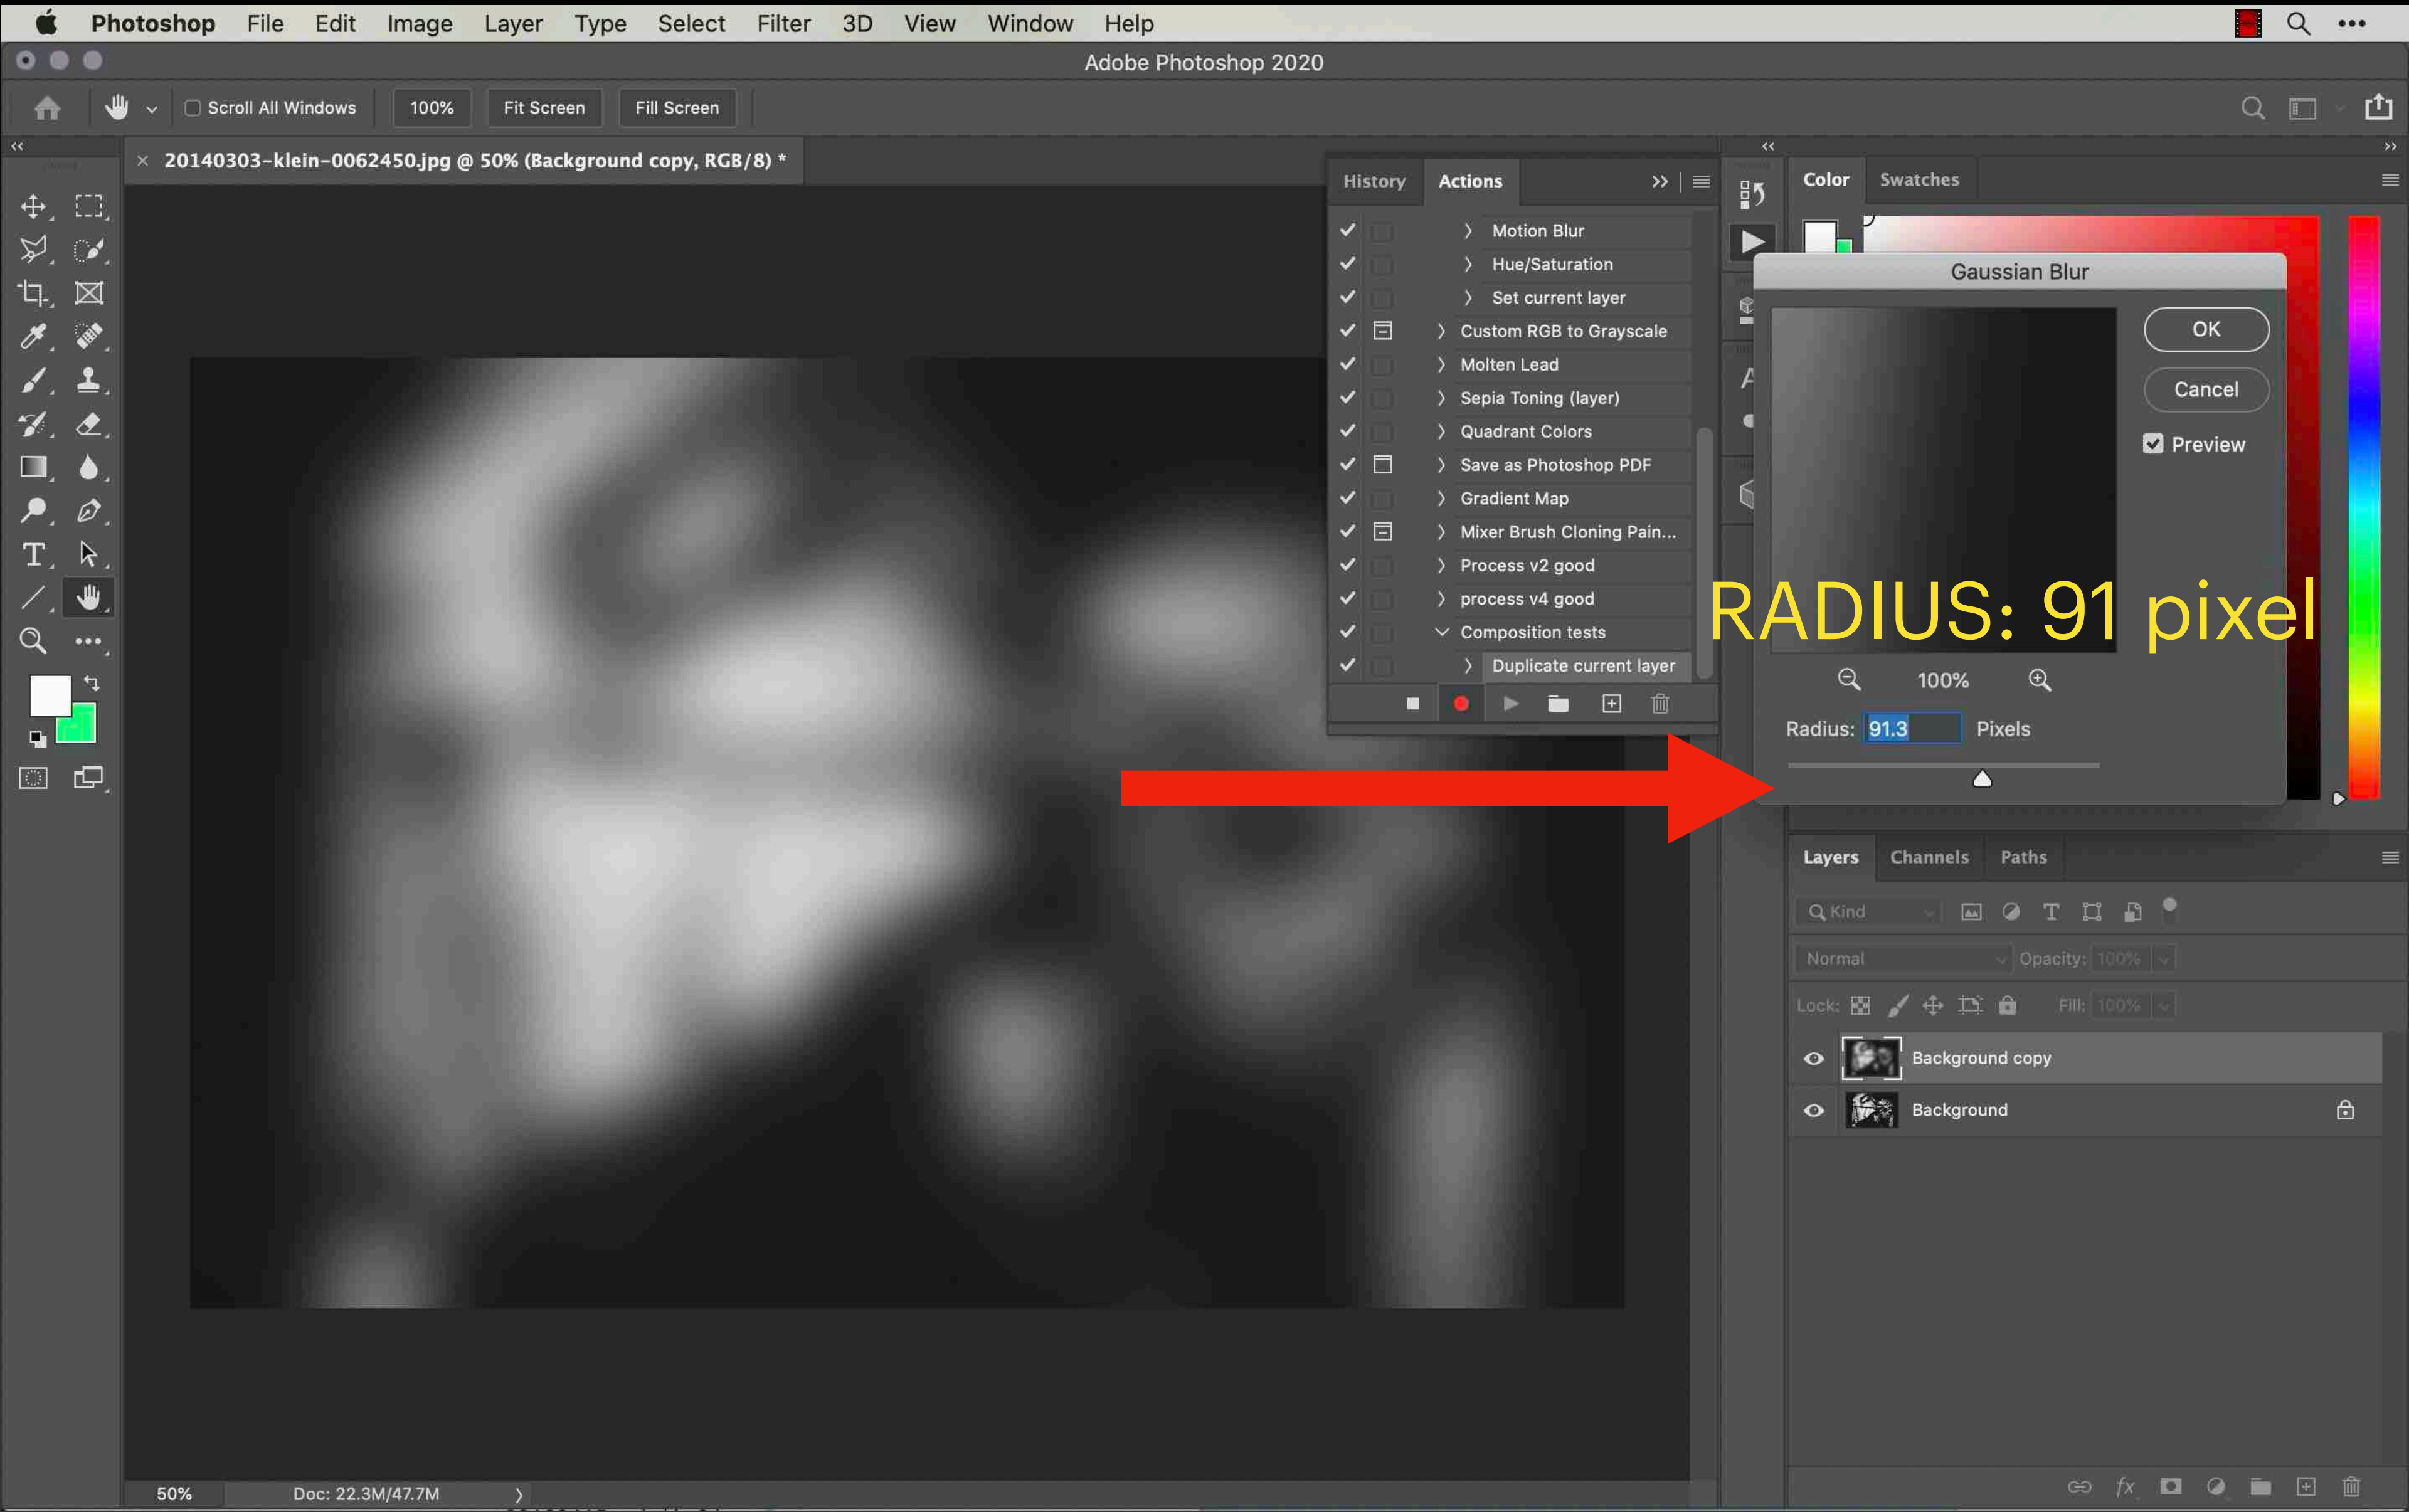 Photoshop File Edit Image Layer Type Select Filter 3D View Window Help
Adobe Photoshop 2020
Scroll All Windows 100% Fit Screen Fill Screen
20140303-klein-0062450.jpg @ 50% (Background copy, RGB/8) *
History Actions
Motion Blur
Hue/Saturation
Set current layer
Custom RGB to Grayscale
Molten Lead
Sepia Toning (layer)
Quadrant Colors
Save as Photoshop PDF
Gradient Map
Mixer Brush Cloning Pain...
Process v2 good
process v4 good
Composition tests
Duplicate current layer
Color Swatches
Gaussian Blur
OK
Cancel
Preview
RADIUS: 91 pixel
100%
Radius: 91.3 Pixels
Layers Channels Paths
Kind
Normal Opacity: 100%
Lock: Fill: 100%
Background copy
Background
50% Doc: 22.3M/47.7M